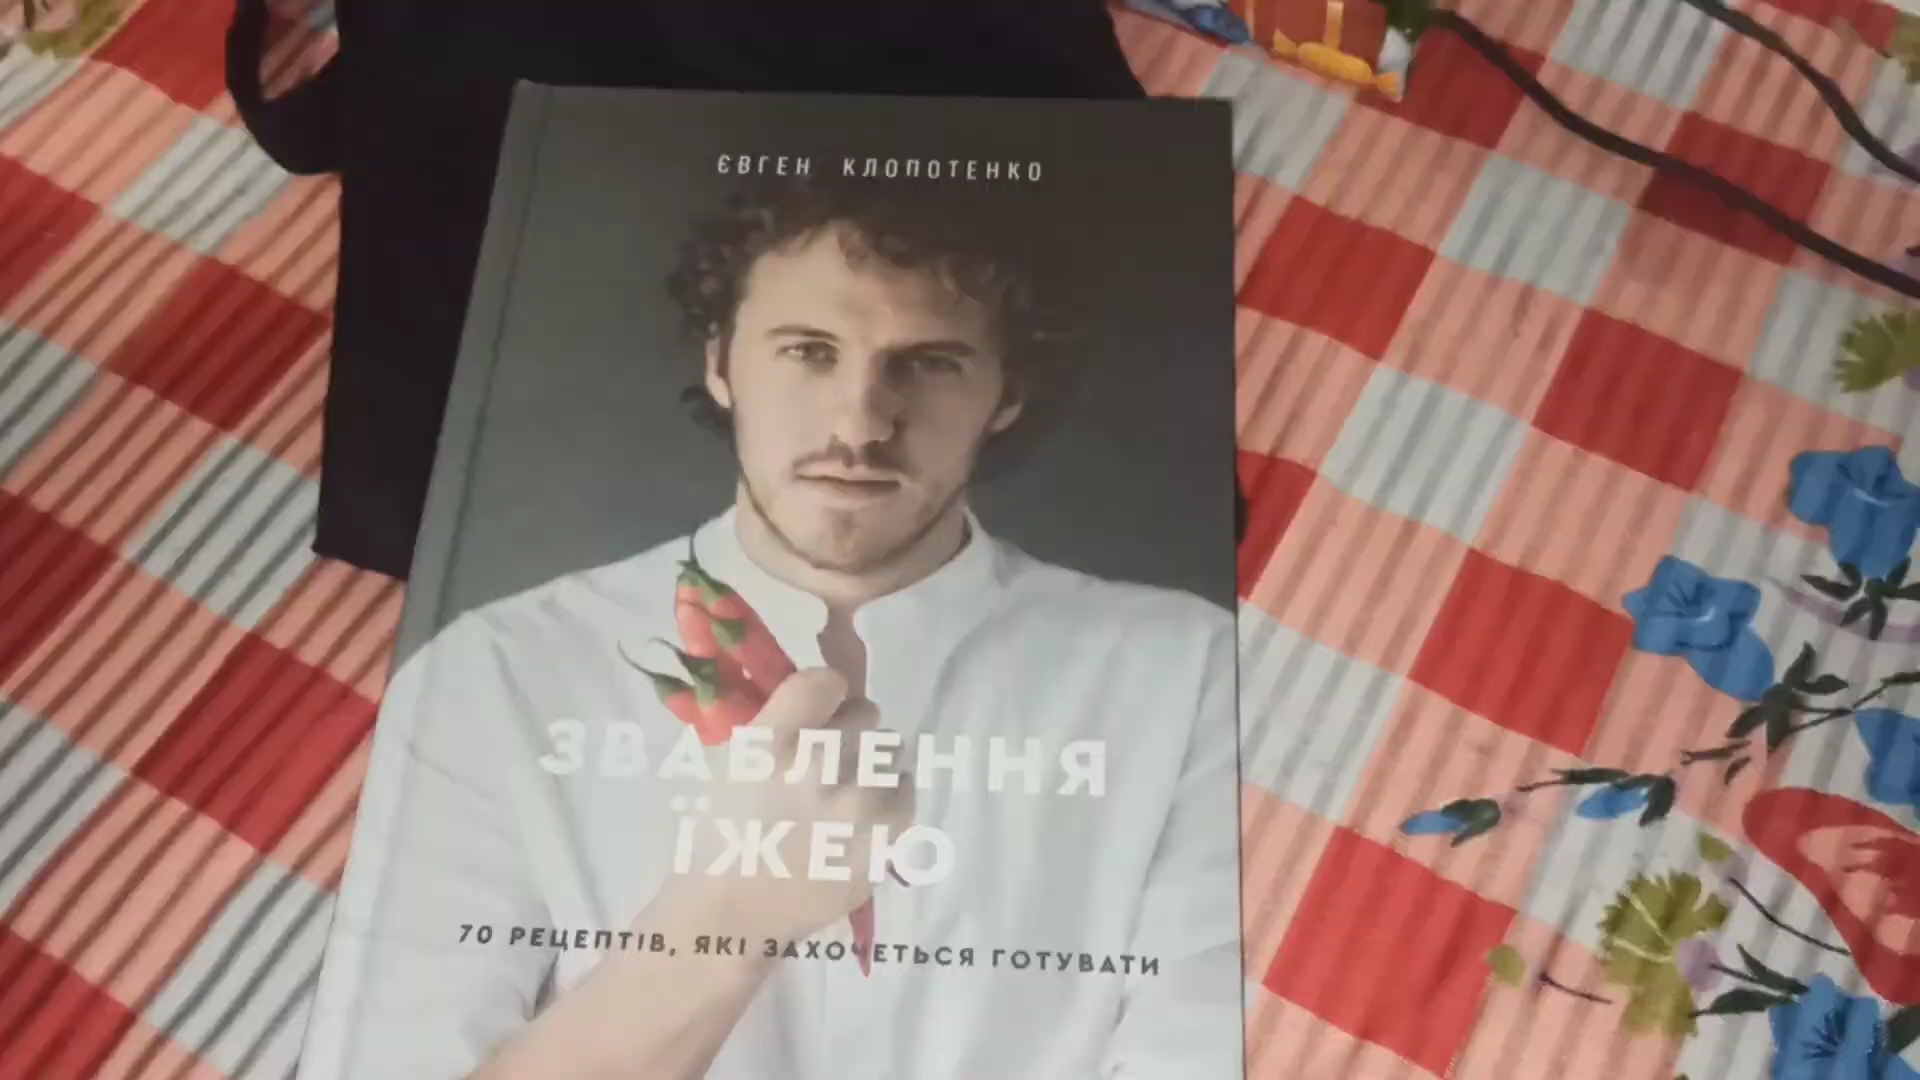 ЄВГЕН КЛОПОТЕНКО
ЗВАБЛЕННЯ
ЇЖЕЮ
70 РЕЦЕПТІВ, ЯКІ ЗАХОЧЕТЬСЯ ГОТУВАТИ